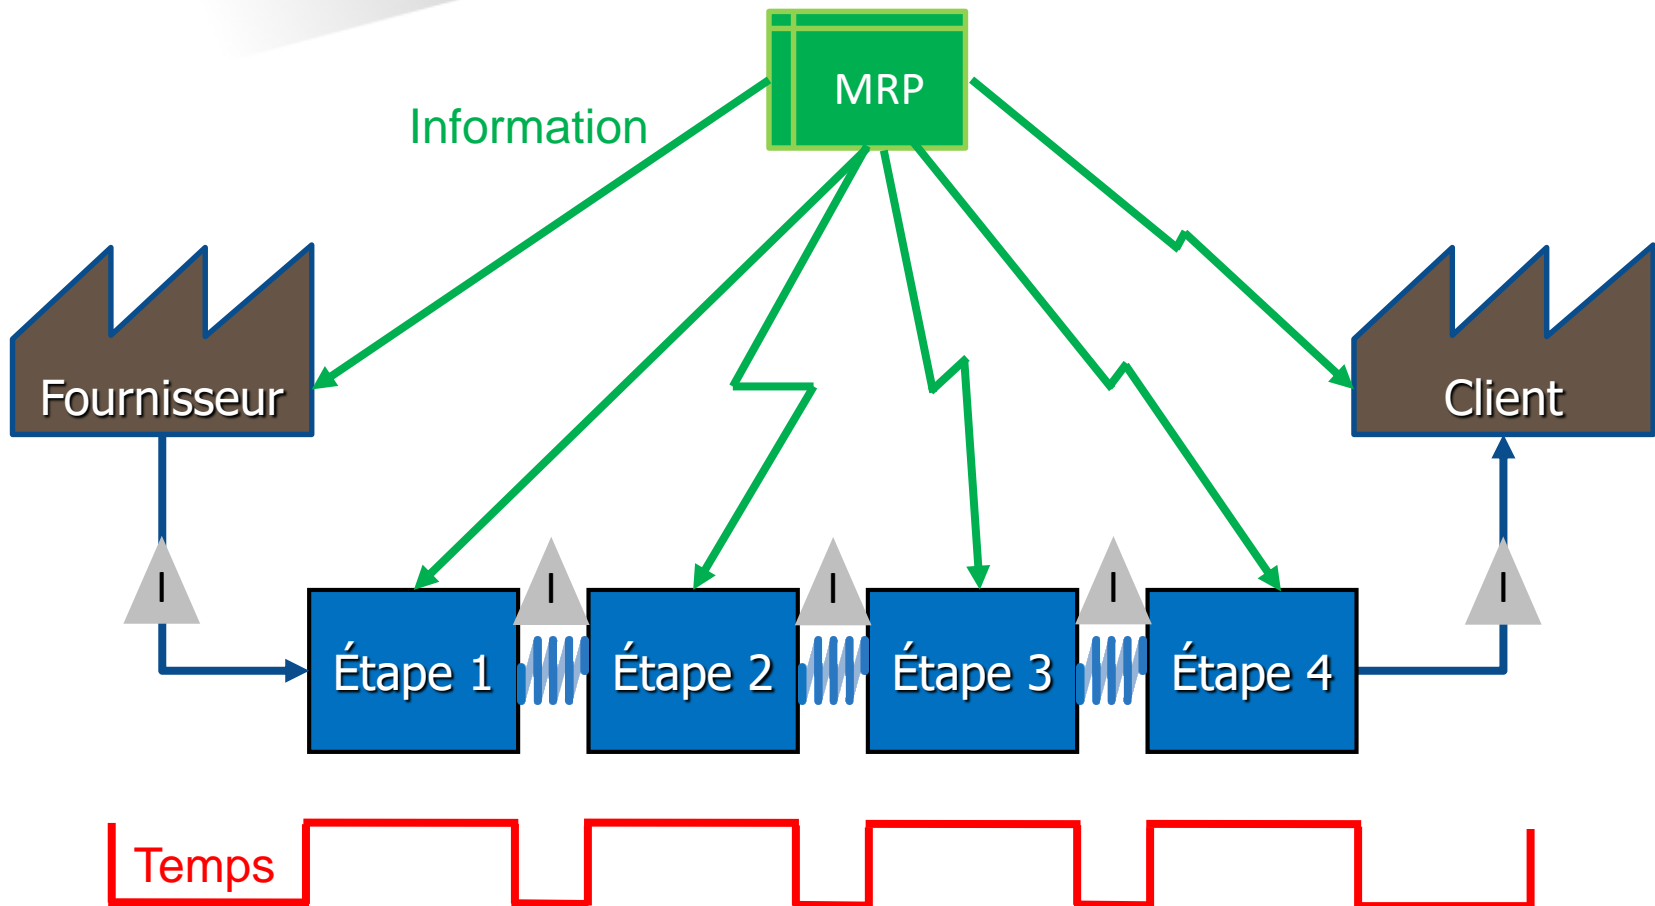 MRP
Information
Fournisseur
Client
I
I
I
I
I
Étape 1
Étape 2
Étape 3
Étape 4
Temps